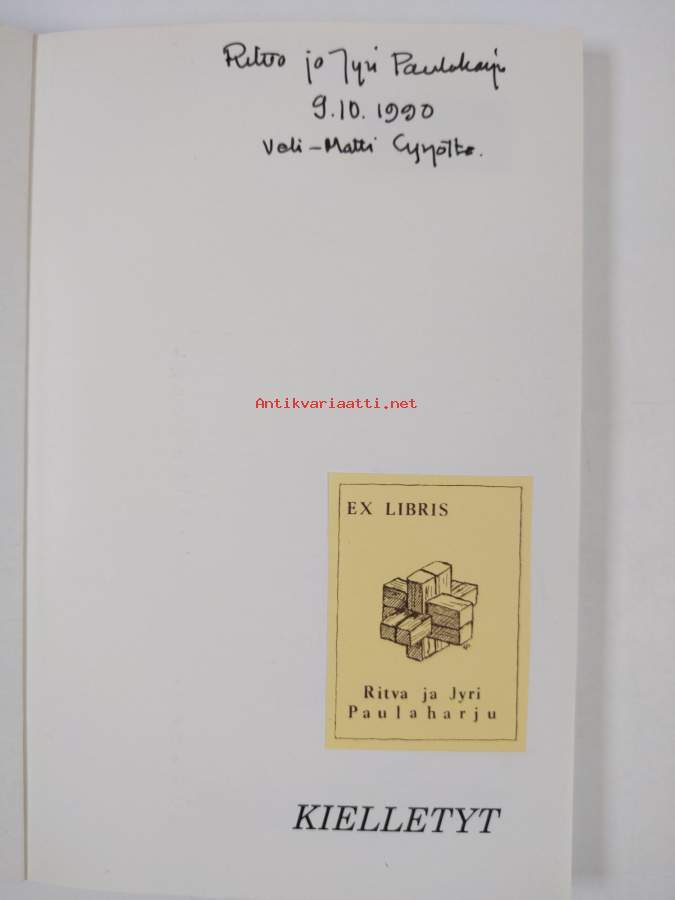 Ritva ja Jyri Paulaharju
9.10.1990
Veli-Matti
Antikvariaatti.net
EX LIBRIS
Ritva ja Jyri
Paulaharju
KIELLETYT